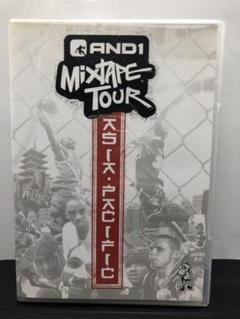 AND1
MiXTAPE
TOUR
ASIA·PACIFIC